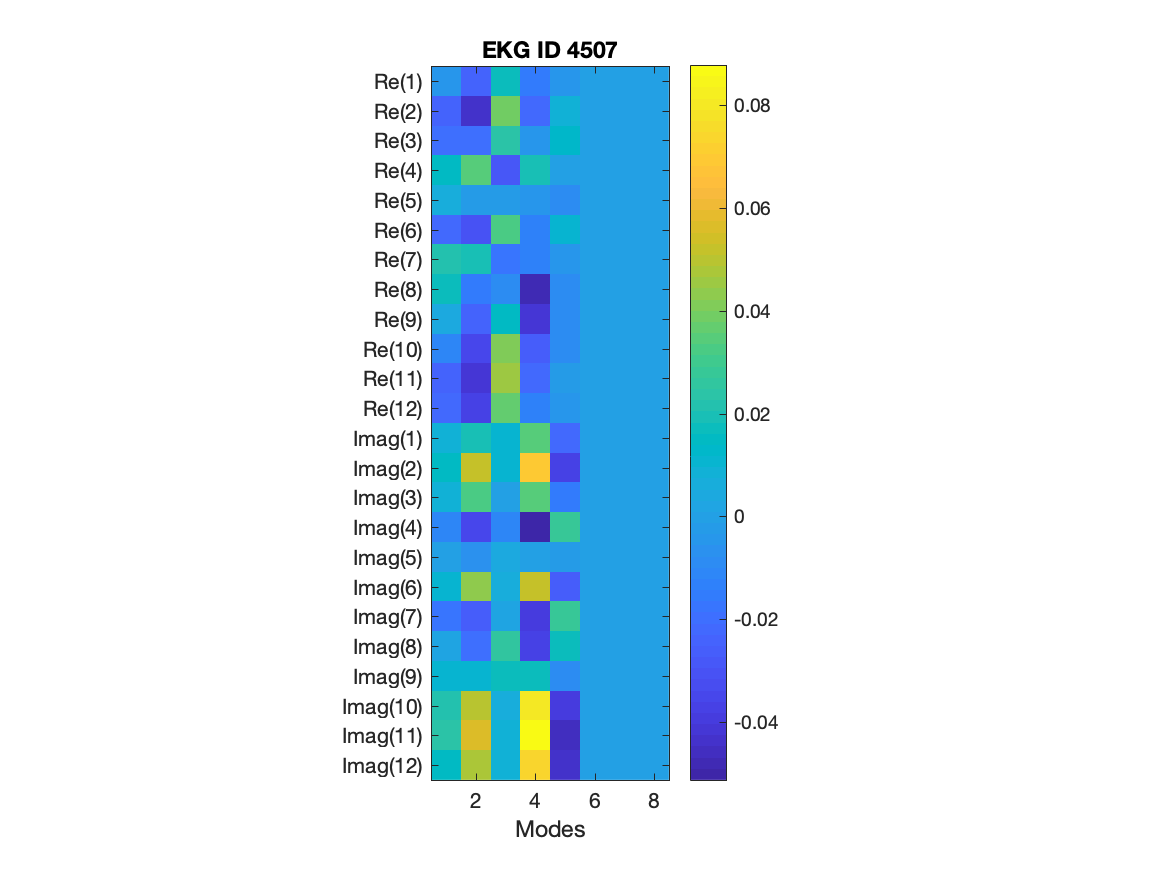 EKG ID 4507
Re(1)
Re(2)
Re(3)
Re(4)
Re(5)
Re(6)
Re(7)
Re(8)
Re(9)
Re(10)
Re(11)
Re(12)
Imag(1)
Imag(2)
Imag(3)
Imag(4)
Imag(5)
Imag(6)
Imag(7)
Imag(8)
Imag(9)
Imag(10)
Imag(11)
Imag(12)
2 4 6 8
Modes
0.08
0.06
0.04
0.02
0
-0.02
-0.04